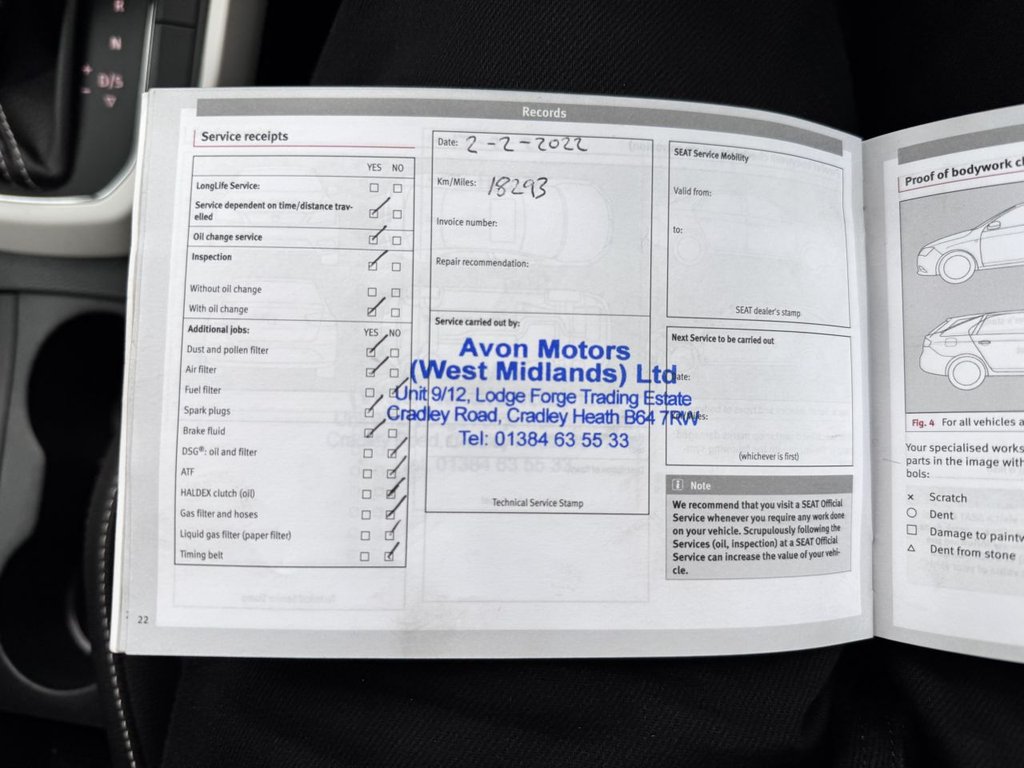 R
N
+
D/S
-
Records
Service receipts
YES NO
LongLife Service:
Service dependent on time/distance trav-
elled
Oil change service
Inspection
Without oil change
With oil change
Additional jobs:
YES NO
Dust and pollen filter
Air filter
Fuel filter
Spark plugs
Brake fluid
DSG®: oil and filter
ATF
HALDEX clutch (oil)
Gas filter and hoses
Liquid gas filter (paper filter)
Timing belt
22
Date: 2-2-2022
Km/Miles: 18293
Invoice number:
Repair recommendation:
Service carried out by:
Avon Motors
(West Midlands) Ltd
Unit 9/12, Lodge Forge Trading Estate
Cradley Road, Cradley Heath B64 7RW
Tel: 01384 63 55 33
Technical Service Stamp
SEAT Service Mobility
Valid from:
to:
SEAT dealer's stamp
Next Service to be carried out
(whichever is first)
i Note
We recommend that you visit a SEAT Official
Service whenever you require any work done
on your vehicle. Scrupulously following the
Services (oil, inspection) at a SEAT Official
Service can increase the value of your vehi-
cle.
Proof of bodywork
Fig. 4 For all vehicles
Your specialised
parts in the image with
bols:
× Scratch
○ Dent
□ Damage to
△ Dent from stone